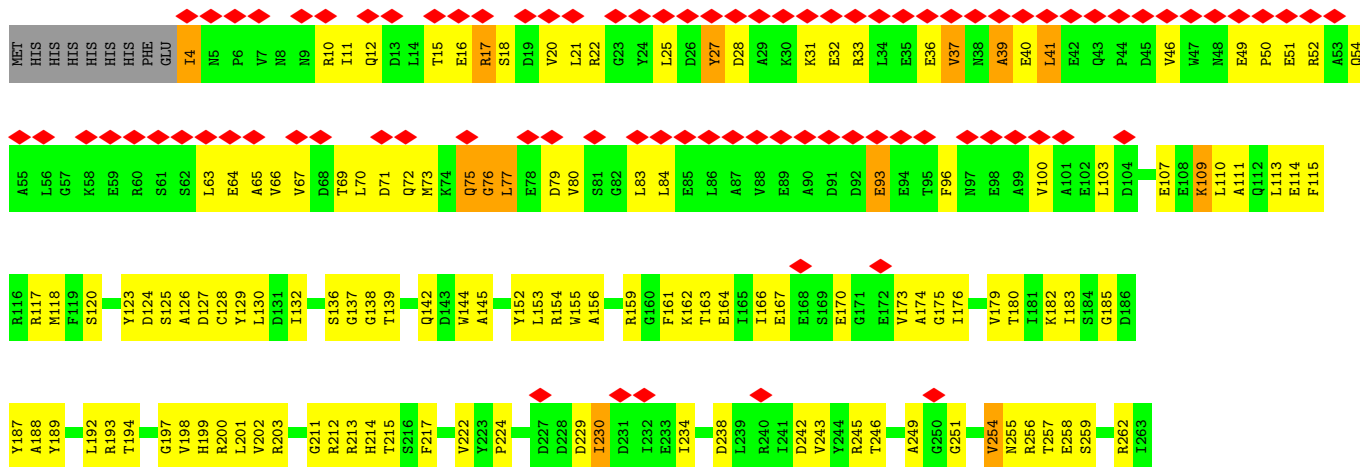 MET HIS HIS HIS HIS HIS HIS PHE GLU I4 N5 P6 V7 N8 N9 R10 I11 Q12 D13 L14 T15 E16 R17 S18 D19 V20 L21 R22 G23 Y24 L25 D26 Y27 D28 A29 K30 K31 E32 R33 L34 E35 E36 V37 N38 A39 E40 L41 E42 Q43 P44 D45 V46 W47 N48 E49 P50 E51 R52 A53 Q54
A55 L56 G57 K58 E59 R60 S61 S62 L63 E64 A65 V66 V67 D68 T69 L70 D71 Q72 M73 K74 Q75 G76 L77 E78 D79 V80 S81 G82 L83 L84 E85 L86 A87 V88 E89 A90 D91 D92 E93 E94 T95 F96 N97 E98 A99 V100 A101 E102 L103 D104 E107 E108 K109 L110 A111 Q112 L113 E114 F115
R116 R117 M118 F119 S120 Y123 D124 S125 A126 D127 C128 Y129 L130 D131 I132 S136 G137 G138 T139 Q142 D143 W144 A145 Y152 L153 R154 W155 A156 R159 G160 F161 K162 T163 E164 I165 I166 E167 E168 S169 E170 G171 E172 V173 A174 G175 I176 V179 T180 I181 K182 I183 S184 G185 D186
Y187 A188 Y189 L192 R193 T194 G197 V198 H199 R200 L201 V202 R203 G211 R212 R213 H214 T215 S216 F217 V222 Y223 P224 D227 D228 D229 I230 D231 I232 E233 I234 D238 L239 R240 I241 D242 V243 Y244 R245 T246 A249 G250 G251 V254 N255 R256 T257 E258 S259 R262 I263